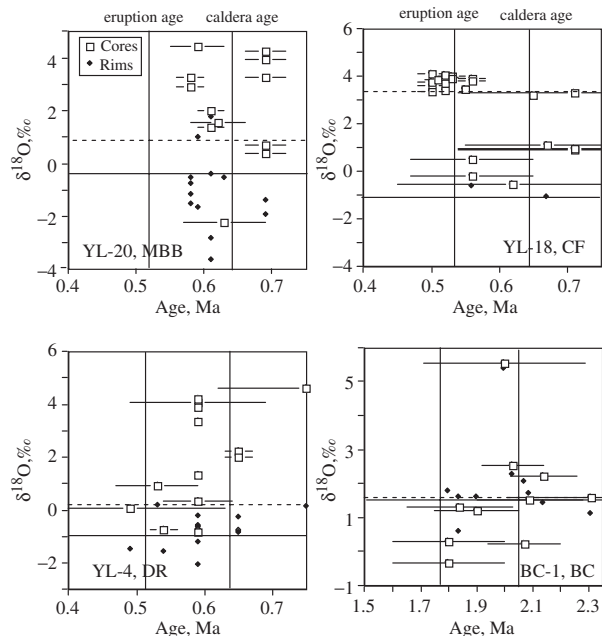 eruption age caldera age
eruption age caldera age
Cores
Rims
6
4
2
0
−2
−4
δ18O,‰
YL-20, MBB
0.4 0.5 0.6 0.7
Age, Ma
6
4
2
0
−2
4
δ18O,‰
YL-18, CF
0.4 0.5 0.6 0.7
Age, Ma
6
4
2
0
−2
δ18O,‰
YL-4, DR
0.4 0.5 0.6 0.7
Age, Ma
5
3
1
−1
δ18O,‰
BC-1, BC
1.5 1.7 1.9 2.1 2.3
Age, Ma